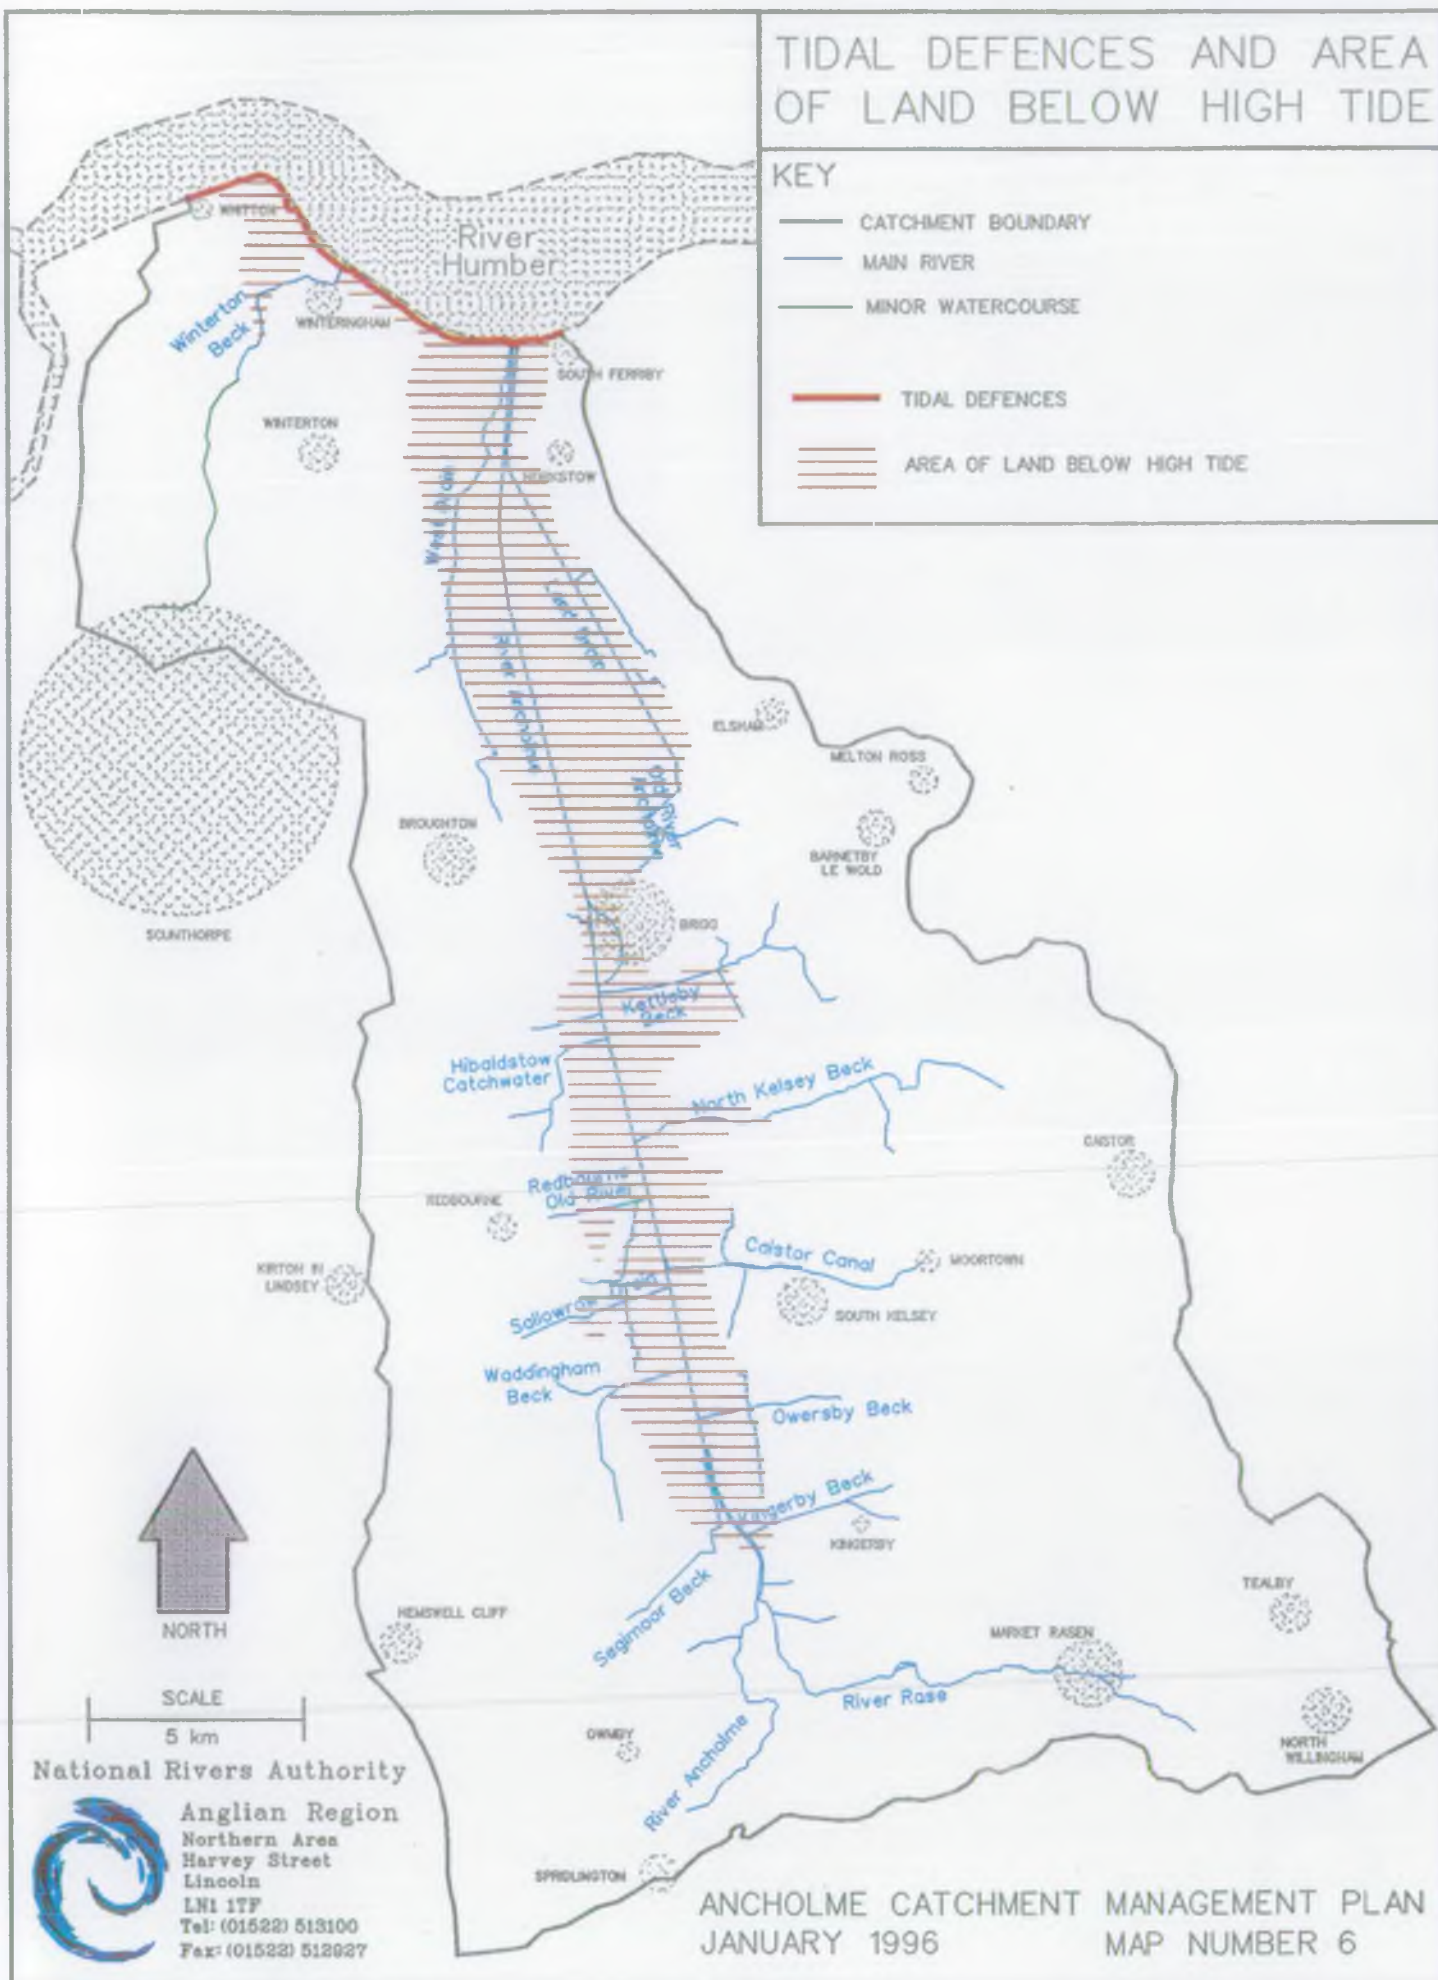 TIDAL DEFENCES AND AREA
OF LAND BELOW HIGH TIDE
KEY
CATCHMENT BOUNDARY
MAIN RIVER
MINOR WATERCOURSE
TIDAL DEFENCES
AREA OF LAND BELOW HIGH TIDE
WHITTON
River
Humber
Winterton
Beck
WINTERINGHAM
SOUTH FERRIBY
WINTERTON
HORKSTOW
West Drain
Land Drain
River Ancholme
ELSHAM
MELTON ROSS
Old River
Ancholme
BROUGHTON
BARNETBY
LE WOLD
SCUNTHORPE
BRIGG
Kettleby
Beck
Hibaldstow
Catchwater
North Kelsey Beck
CAISTOR
Redbourne
Old River
REDBOURNE
Caistor Canal
MOORTOWN
KIRTON IN
LINDSEY
Sallowrow Drain
SOUTH KELSEY
Waddingham
Beck
Owersby Beck
Kingerby Beck
KINGERBY
Segimoor Beck
TEALBY
HEMSWELL CLIFF
NORTH
MARKET RASEN
SCALE
5 km
River Rase
OWMBY
River Ancholme
NORTH
WILLINGHAM
National Rivers Authority
Anglian Region
Northern Area
Harvey Street
Lincoln
LN1 1TF
Tel: (01522) 513100
Fax: (01522) 512927
SPRIDLINGTON
ANCHOLME CATCHMENT MANAGEMENT PLAN
JANUARY 1996
MAP NUMBER 6